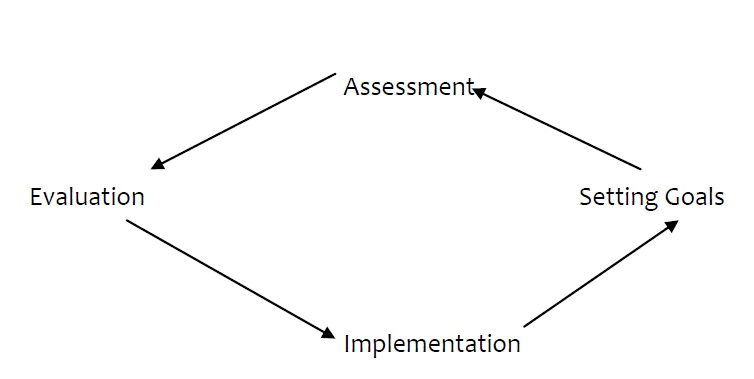 Assessment
Evaluation
Setting Goals
Implementation